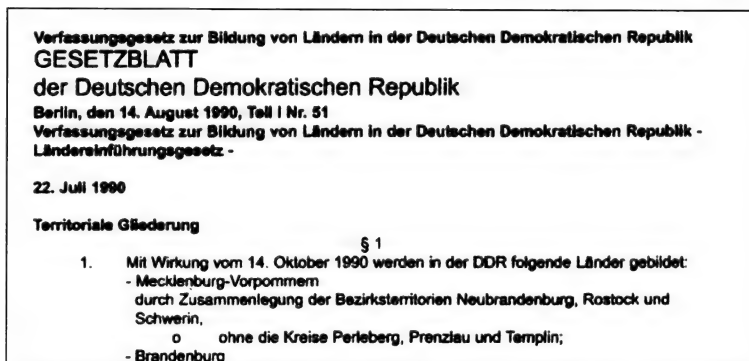 Verfassungsgesetz zur Bildung von Ländern in der Deutschen Demokratischen Republik
GESETZBLATT
der Deutschen Demokratischen Republik
Berlin, den 14. August 1990, Teil I Nr. 51
Verfassungsgesetz zur Bildung von Ländern in der Deutschen Demokratischen Republik -
Ländereinführungsgesetz -
22. Juli 1990
Territoriale Gliederung
§ 1
1. Mit Wirkung vom 14. Oktober 1990 werden in der DDR folgende Länder gebildet:
- Mecklenburg-Vorpommern
durch Zusammenlegung der Bezirksterritorien Neubrandenburg, Rostock und
Schwerin,
o ohne die Kreise Perleberg, Prenzlau und Templin;
- Brandenburg